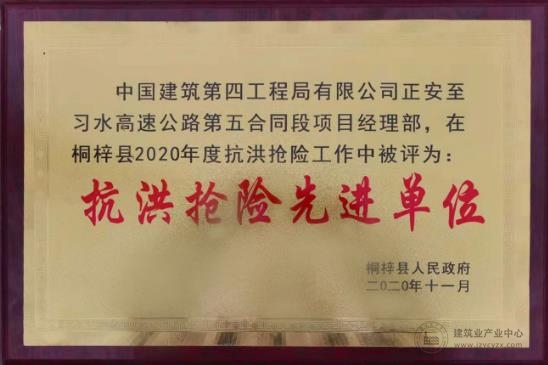 中国建筑第四工程局有限公司正安至
习水高速公路第五合同段项目经理部，在
桐梓县2020年度抗洪抢险工作中被评为：
抗洪抢险先进单位
桐梓县人民政府
二〇二〇年十一月
建筑业产业中心
www.jzycyzx.com